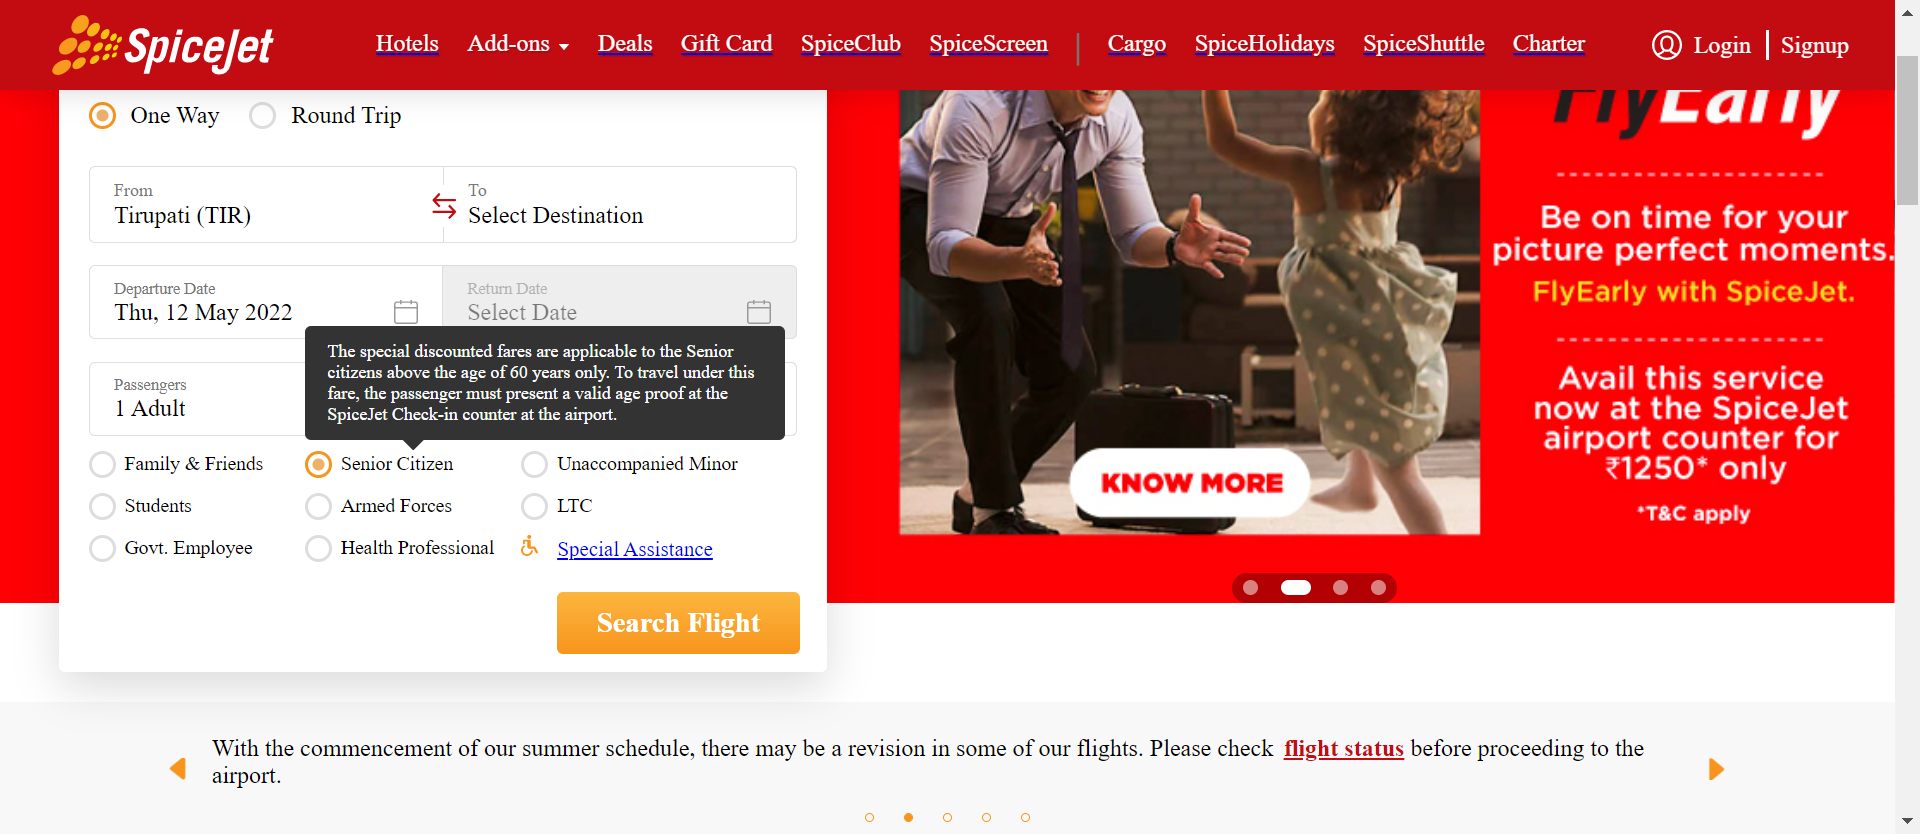 SpiceJet
Hotels Add-ons Deals Gift Card SpiceClub SpiceScreen | Cargo SpiceHolidays SpiceShuttle Charter Login | Signup
One Way Round Trip
From
Tirupati (TIR)
To
Select Destination
Departure Date
Thu, 12 May 2022
Return Date
Select Date
Passengers
1 Adult
The special discounted fares are applicable to the Senior
citizens above the age of 60 years only. To travel under this
fare, the passenger must present a valid age proof at the
SpiceJet Check-in counter at the airport.
Family & Friends Senior Citizen Unaccompanied Minor
Students Armed Forces LTC
Govt. Employee Health Professional Special Assistance
Search Flight
FlyEarly
Be on time for your
picture perfect moments.
FlyEarly with SpiceJet.
Avail this service
now at the SpiceJet
airport counter for
₹1250* only
*T&C apply
KNOW MORE
With the commencement of our summer schedule, there may be a revision in some of our flights. Please check flight status before proceeding to the
airport.